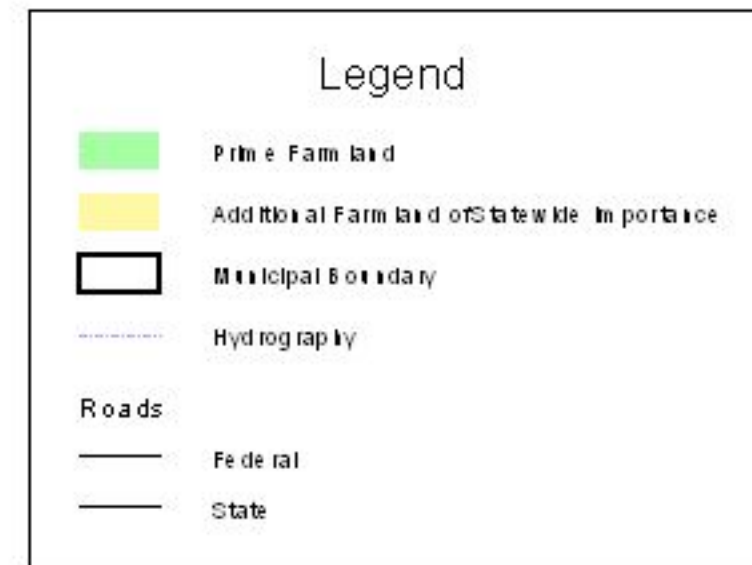 Legend
Prime Farmland
Additional Farmland of Statewide Importance
Municipal Boundary
Hydrography
Roads
Federal
State